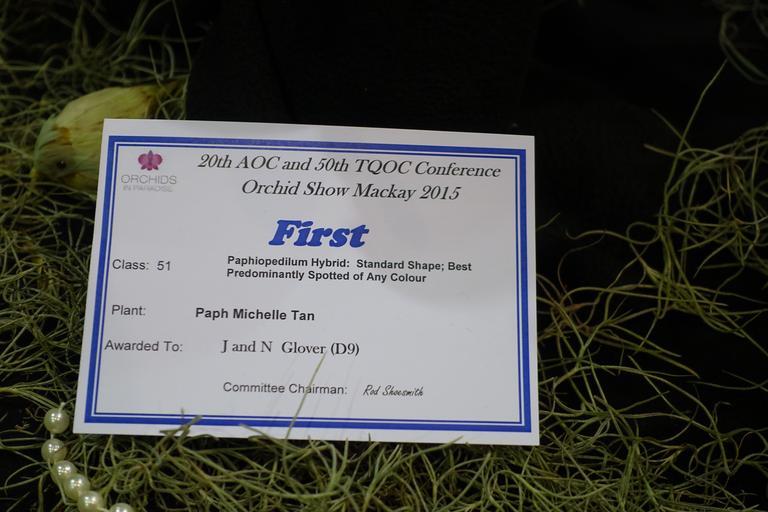 ORCHIDS
IN PARADISE
20th AOC and 50th TQOC Conference
Orchid Show Mackay 2015
First
Class: 51
Paphiopedilum Hybrid: Standard Shape; Best
Predominantly Spotted of Any Colour
Plant: Paph Michelle Tan
Awarded To: J and N Glover (D9)
Committee Chairman: Rod Shoesmith